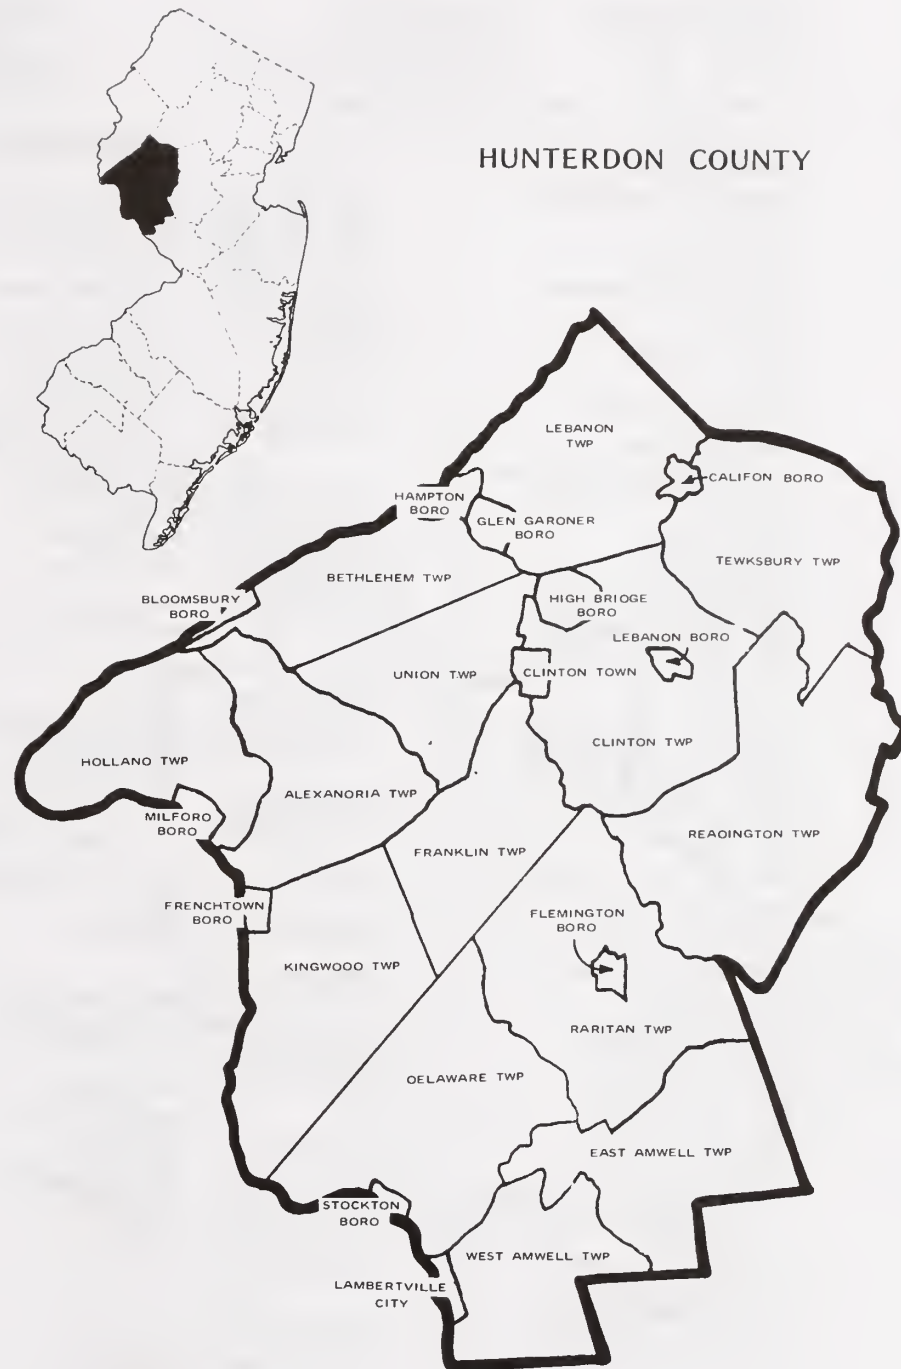 HUNTERDON COUNTY
LEBANON
TWP
CALIFON BORO
HAMPTON
BORO
GLEN GARONER
BORO
TEWKSBURY TWP
BETHLEHEM TWP
BLOOMSBURY
BORO
HIGH BRIDGE
BORO
LEBANON BORO
UNION TWP
CLINTON TOWN
CLINTON TWP
HOLLANO TWP
ALEXANORIA TWP
MILFORO
BORO
REAOINGTON TWP
FRANKLIN TWP
FRENCHTOWN
BORO
FLEMINGTON
BORO
KINGWOOO TWP
RARITAN TWP
OELAWARE TWP
EAST AMWELL TWP
STOCKTON
BORO
WEST AMWELL TWP
LAMBERTVILLE
CITY